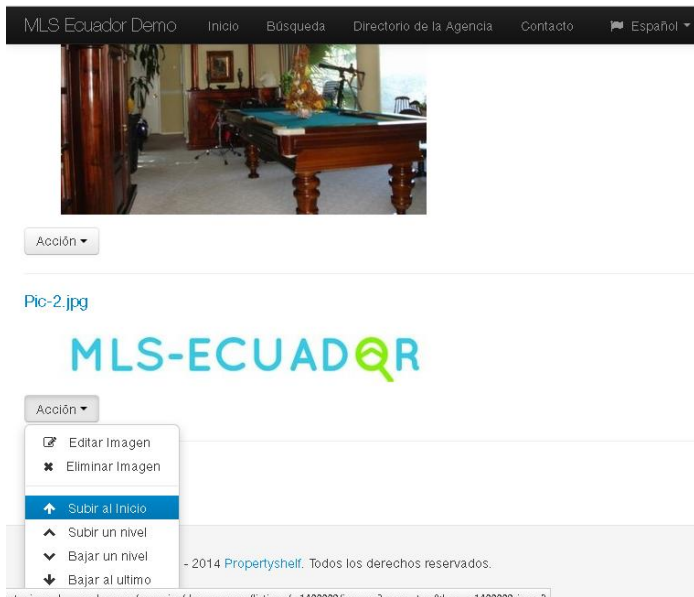 MLS Ecuador Demo Inicio Búsqueda Directorio de la Agencia Contacto Español
Acción
Pic-2.jpg
MLS-ECUADOR
Acción
Editar Imagen
Eliminar Imagen
Subir al Inicio
Subir un nivel
Bajar un nivel
- 2014 Propertyshelf. Todos los derechos reservados.
Bajar al ultimo